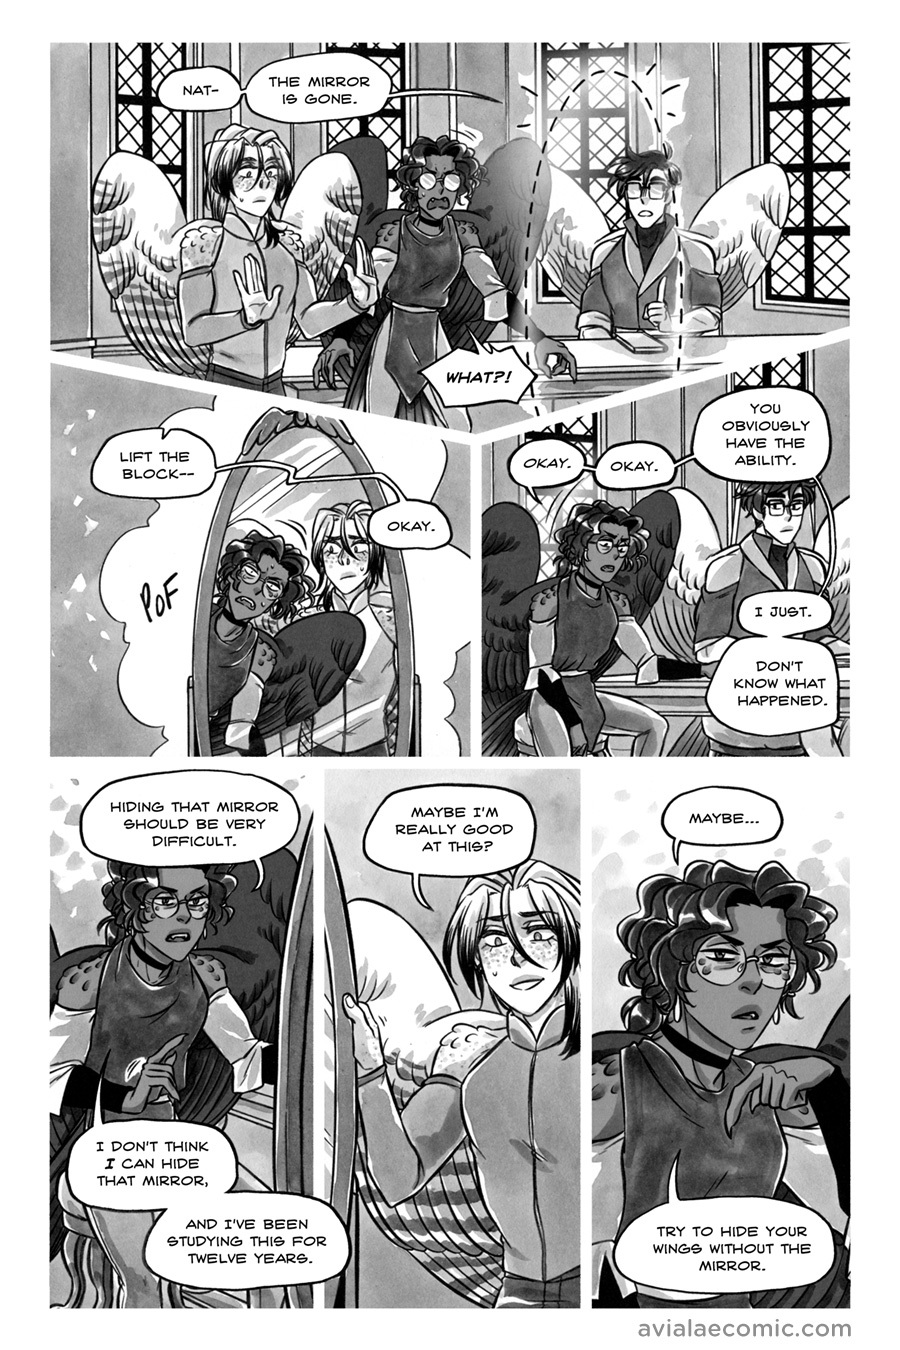 NAT-
THE MIRROR
IS GONE.
WHAT?!
LIFT THE
BLOCK--
OKAY.
POF
OKAY.
OKAY.
YOU
OBVIOUSLY
HAVE THE
ABILITY.
I JUST.
DON'T
KNOW WHAT
HAPPENED.
HIDING THAT MIRROR
SHOULD BE VERY
DIFFICULT.
I DON'T THINK
I CAN HIDE
THAT MIRROR,
AND I'VE BEEN
STUDYING THIS FOR
TWELVE YEARS.
MAYBE I'M
REALLY GOOD
AT THIS?
MAYBE...
TRY TO HIDE YOUR
WINGS WITHOUT THE
MIRROR.
avialaecomic.com